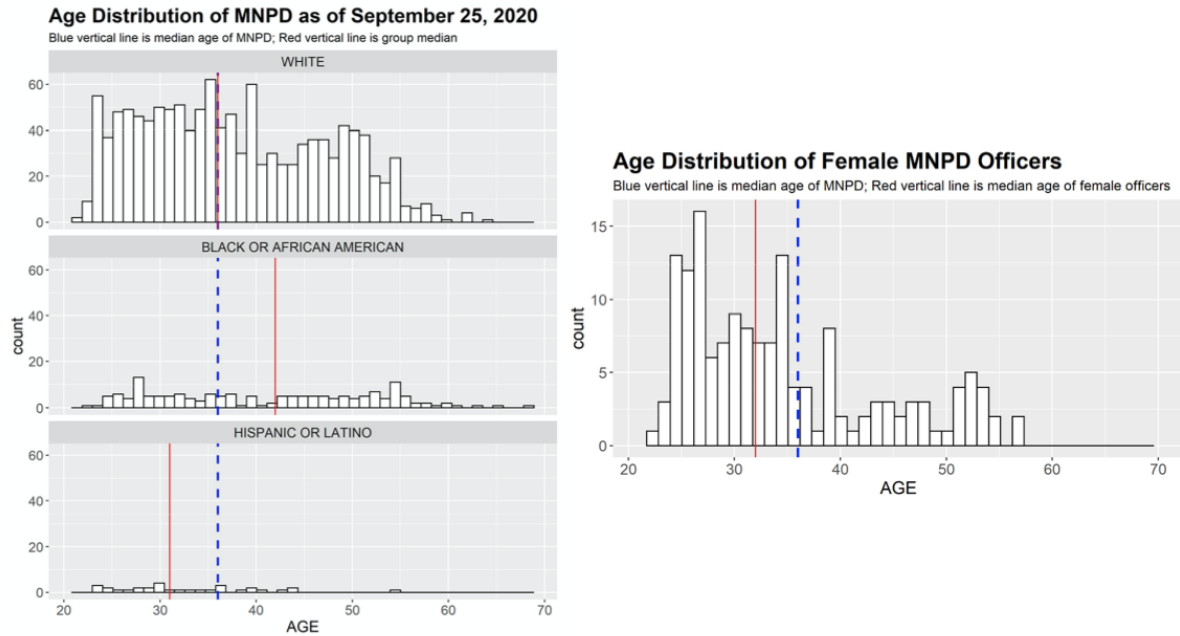 Age Distribution of MNPD as of September 25, 2020
Blue vertical line is median age of MNPD; Red vertical line is group median
WHITE
60
40
20
0
BLACK OR AFRICAN AMERICAN
60
40
20
0
HISPANIC OR LATINO
60
40
20
0
count
20 30 40 50 60 70
AGE
Age Distribution of Female MNPD Officers
Blue vertical line is median age of MNPD; Red vertical line is median age of female officers
15
10
5
0
count
20 30 40 50 60 70
AGE